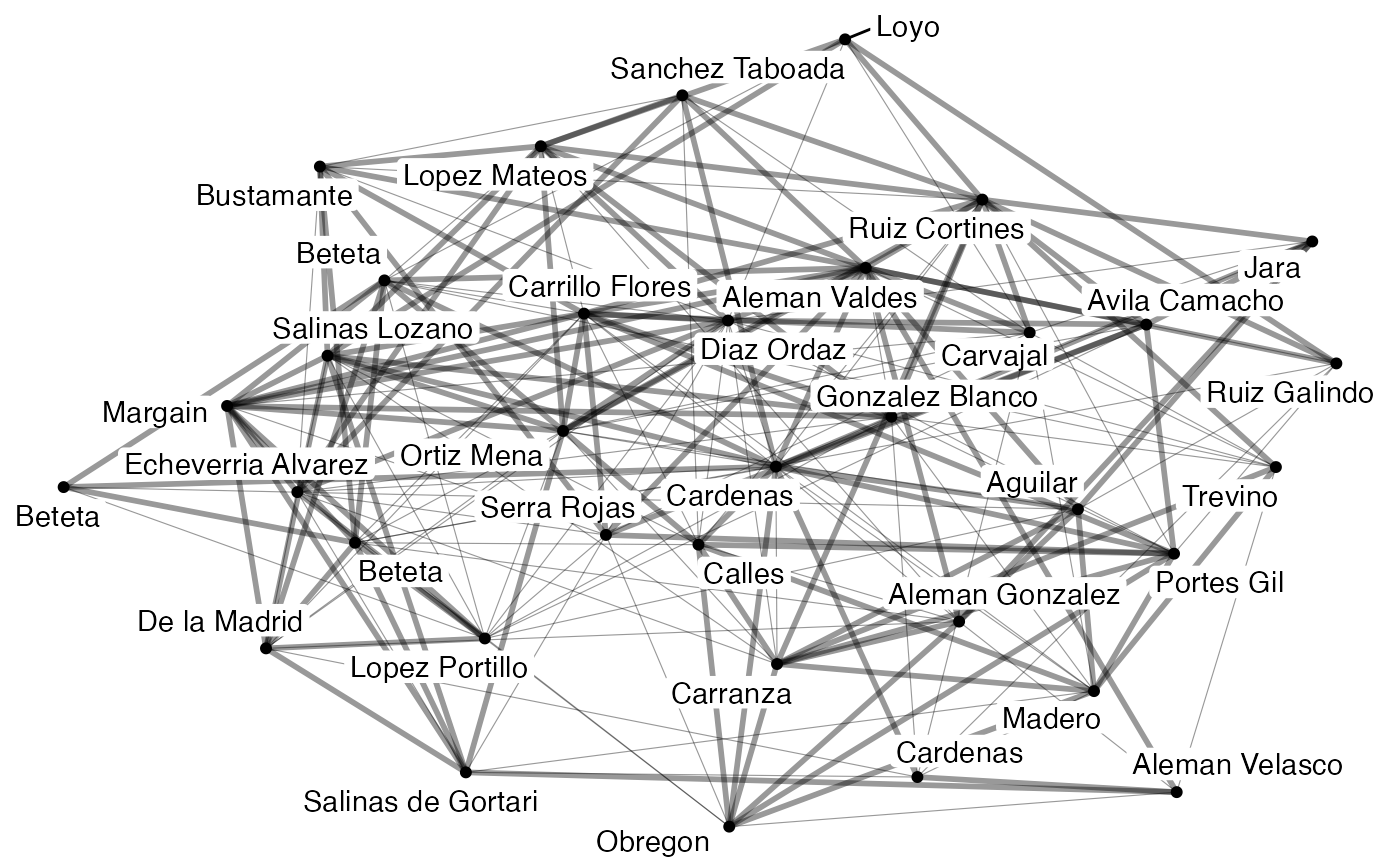 Loyo
Sanchez Taboada
Lopez Mateos
Bustamante
Ruiz Cortines
Beteta
Jara
Carrillo Flores
Aleman Valdes
Avila Camacho
Salinas Lozano
Diaz Ordaz
Carvajal
Ruiz Galindo
Gonzalez Blanco
Margain
Echeverria Alvarez
Ortiz Mena
Aguilar
Cardenas
Trevino
Serra Rojas
Beteta
Beteta
Calles
Portes Gil
Aleman Gonzalez
De la Madrid
Lopez Portillo
Carranza
Madero
Cardenas
Aleman Velasco
Salinas de Gortari
Obregon